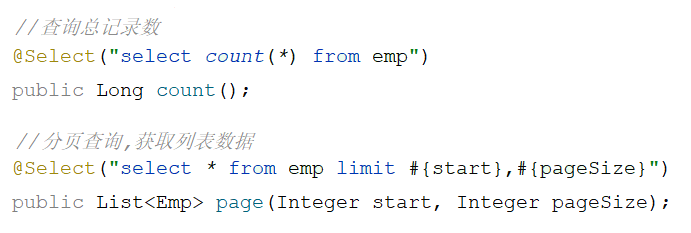 //查询总记录数
@Select("select count(*) from emp")
public Long count();
//分页查询,获取列表数据
@Select("select * from emp limit #{start},#{pageSize}")
public List<Emp> page(Integer start, Integer pageSize);